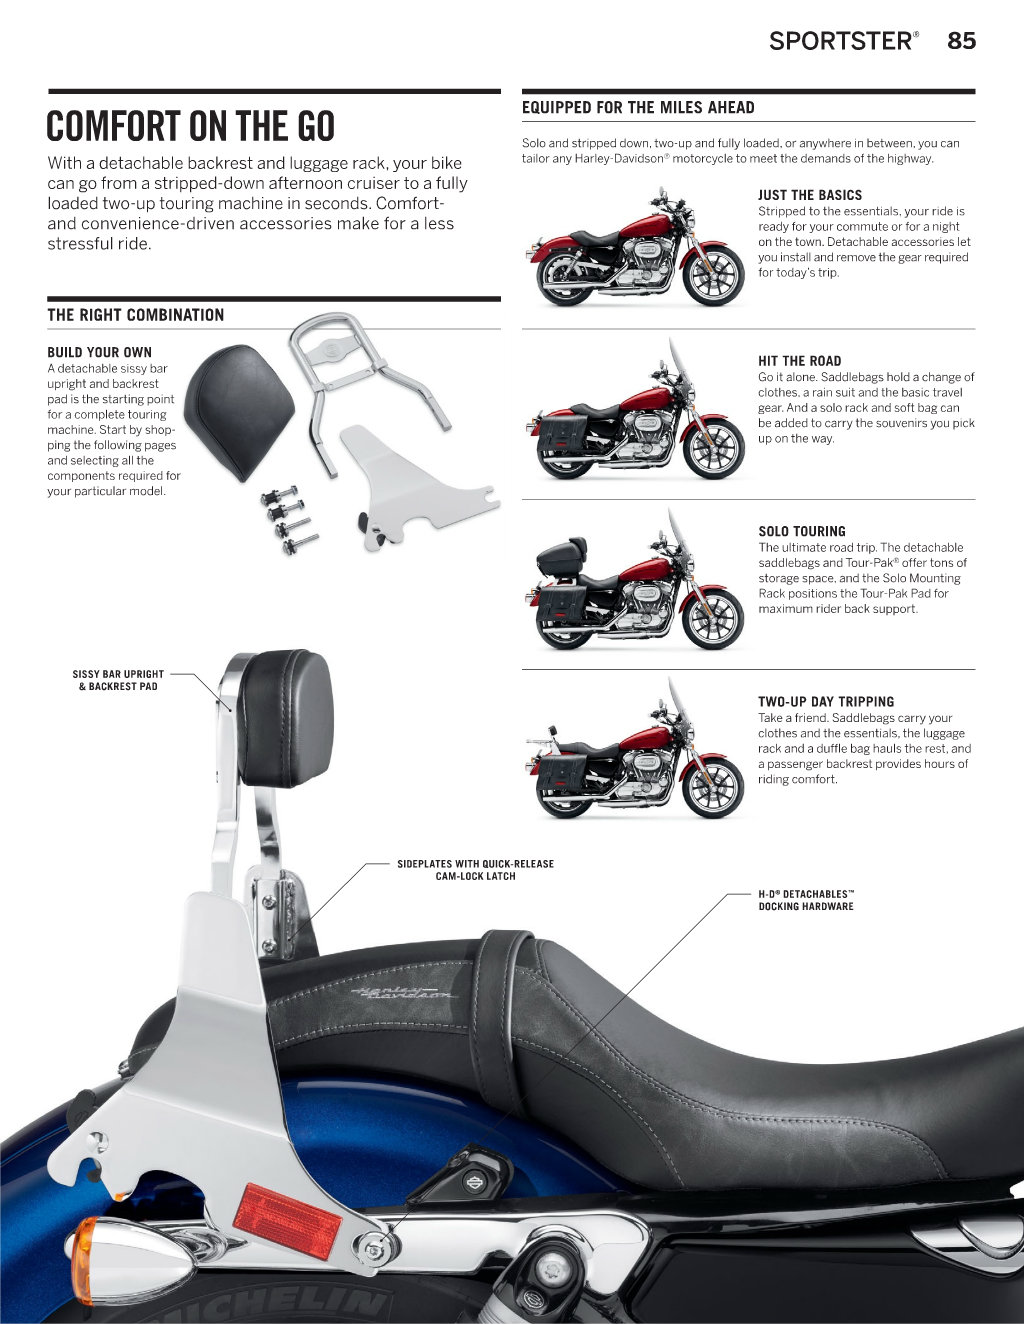 SPORTSTER® 85
COMFORT ON THE GO
With a detachable backrest and luggage rack, your bike
can go from a stripped-down afternoon cruiser to a fully
loaded two-up touring machine in seconds. Comfort-
and convenience-driven accessories make for a less
stressful ride.
THE RIGHT COMBINATION
BUILD YOUR OWN
A detachable sissy bar
upright and backrest
pad is the starting point
for a complete touring
machine. Start by shop-
ping the following pages
and selecting all the
components required for
your particular model.
EQUIPPED FOR THE MILES AHEAD
Solo and stripped down, two-up and fully loaded, or anywhere in between, you can
tailor any Harley-Davidson® motorcycle to meet the demands of the highway.
JUST THE BASICS
Stripped to the essentials, your ride is
ready for your commute or for a night
on the town. Detachable accessories let
you install and remove the gear required
for today's trip.
HIT THE ROAD
Go it alone. Saddlebags hold a change of
clothes, a rain suit and the basic travel
gear. And a solo rack and soft bag can
be added to carry the souvenirs you pick
up on the way.
SOLO TOURING
The ultimate road trip. The detachable
saddlebags and Tour-Pak® offer tons of
storage space, and the Solo Mounting
Rack positions the Tour-Pak Pad for
maximum rider back support.
TWO-UP DAY TRIPPING
Take a friend. Saddlebags carry your
clothes and the essentials, the luggage
rack and a duffle bag hauls the rest, and
a passenger backrest provides hours of
riding comfort.
SISSY BAR UPRIGHT
& BACKREST PAD
SIDEPLATES WITH QUICK-RELEASE
CAM-LOCK LATCH
H-D® DETACHABLES™
DOCKING HARDWARE
Harley-
Davidson
MICHELIN